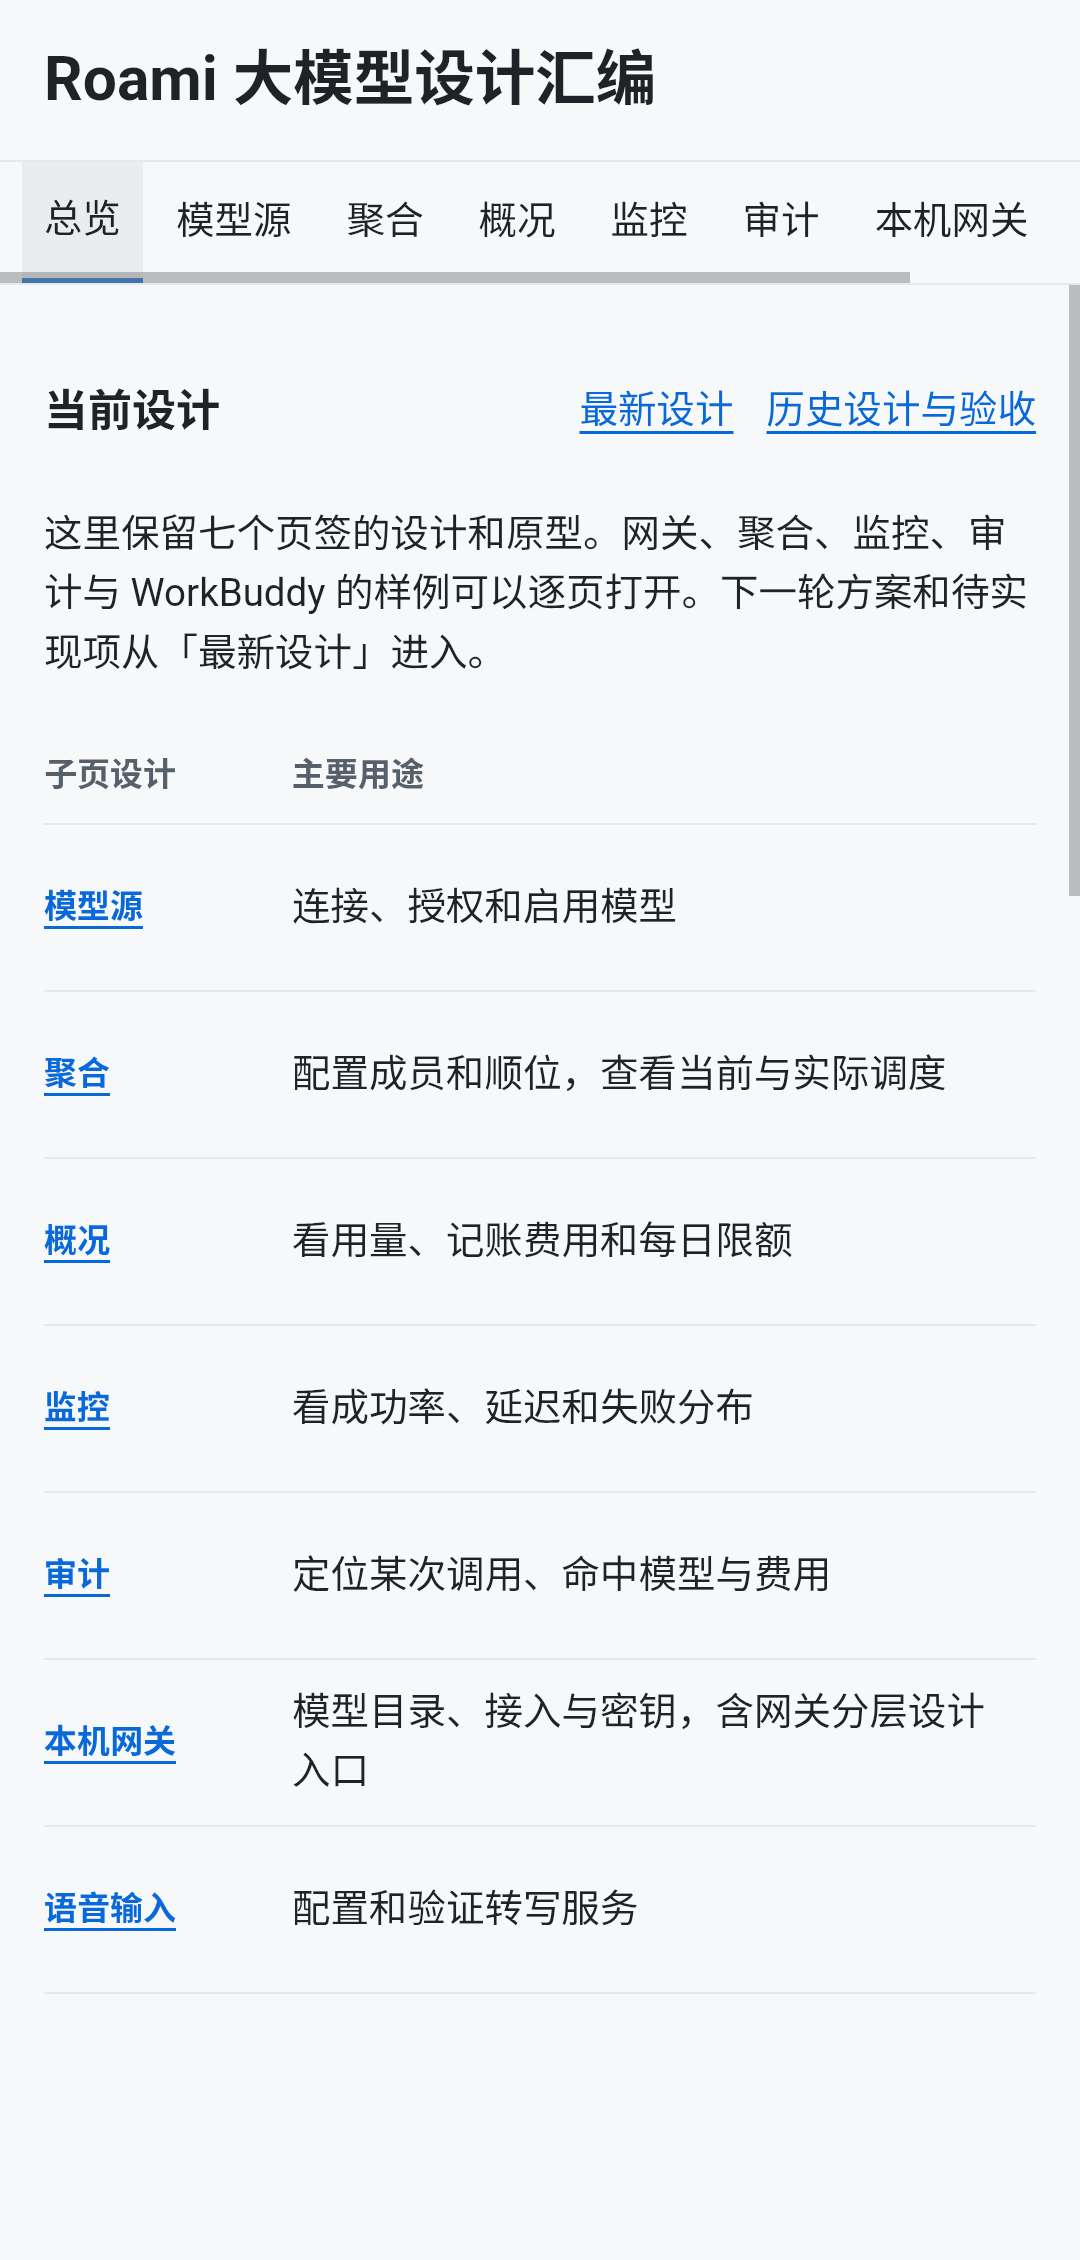 Roami 大模型设计汇编
总览 模型源 聚合 概况 监控 审计 本机网关
当前设计 最新设计 历史设计与验收
这里保留七个页签的设计和原型。网关、聚合、监控、审
计与 WorkBuddy 的样例可以逐页打开。下一轮方案和待实
现项从「最新设计」进入。
子页设计 主要用途
模型源 连接、授权和启用模型
聚合 配置成员和顺位，查看当前与实际调度
概况 看用量、记账费用和每日限额
监控 看成功率、延迟和失败分布
审计 定位某次调用、命中模型与费用
本机网关 模型目录、接入与密钥，含网关分层设计
入口
语音输入 配置和验证转写服务